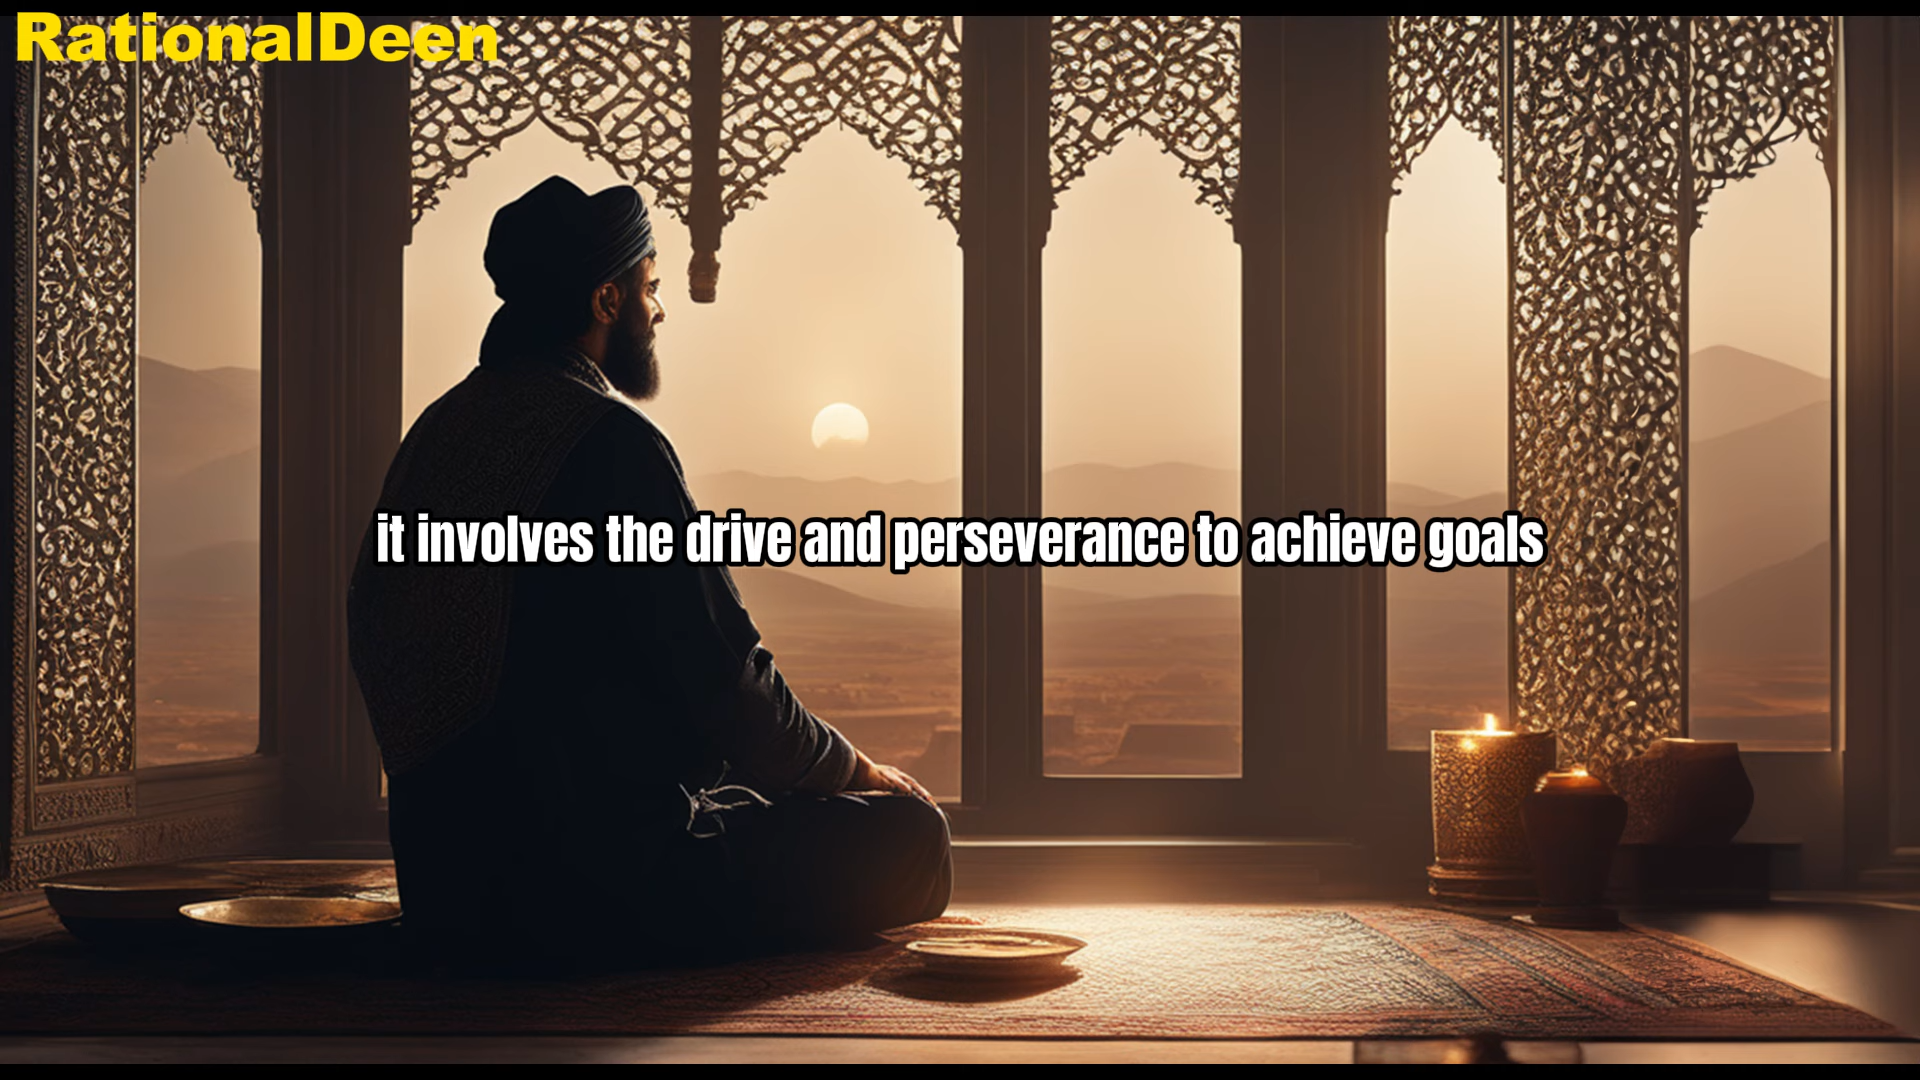 RationalDeen
it involves the drive and perseverance to achieve goals